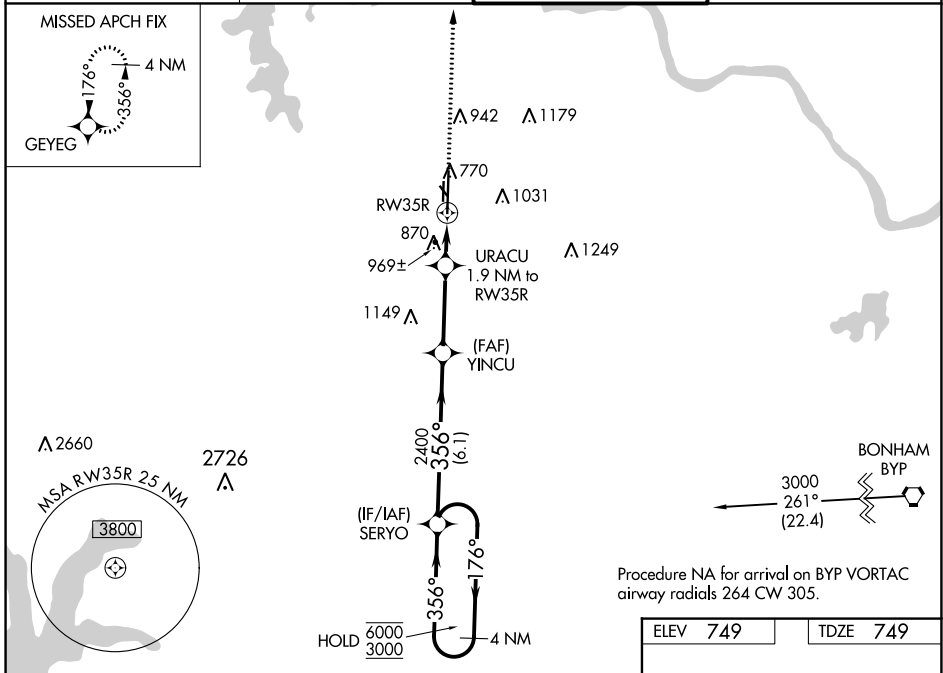 MISSED APCH FIX
4 NM
176°
356°
GEYEG
942
1179
770
1031
RW35R
870
969±
1249
URACU
1.9 NM to
RW35R
1149
(FAF)
YINCU
2400
356°
(6.1)
2660
2726
MSA RW35R 25 NM
3800
(IF/IAF)
SERYO
356°
176°
HOLD
6000
3000
4 NM
BONHAM
BYP
3000
261°
(22.4)
Procedure NA for arrival on BYP VORTAC
airway radials 264 CW 305.
ELEV 749
TDZE 749